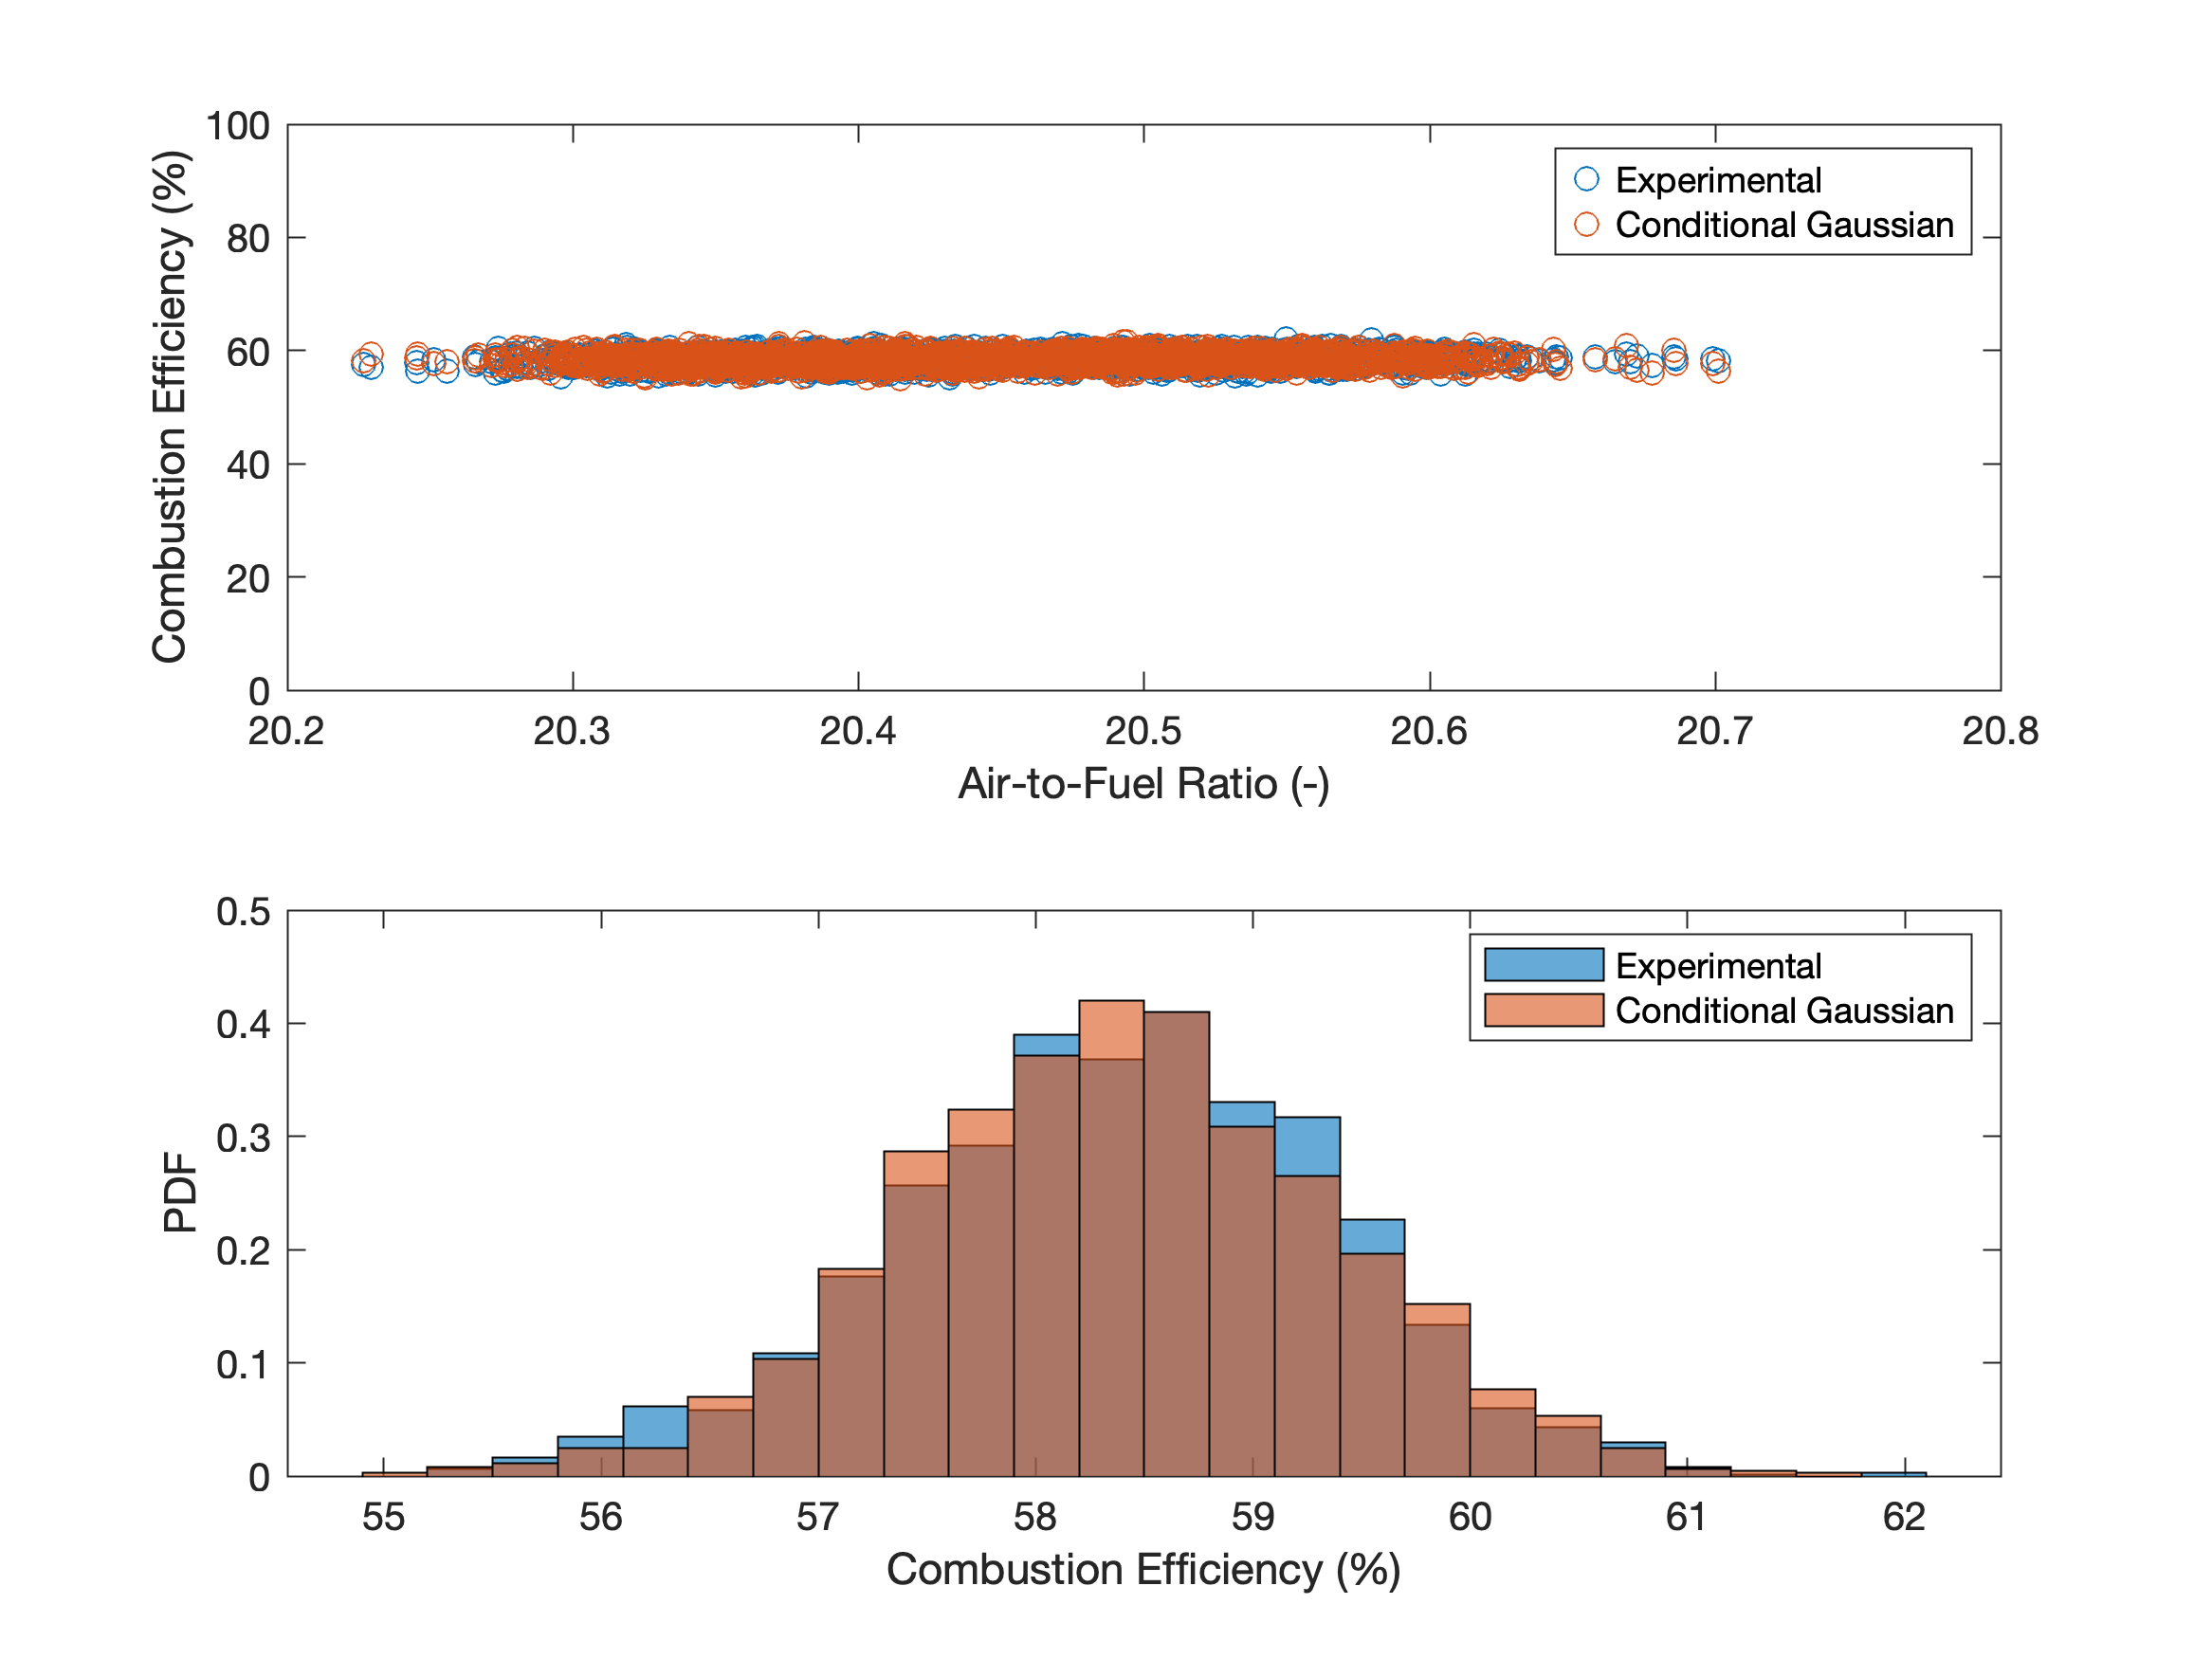 100
80
60
40
20
0
Combustion Efficiency (%)
Experimental
Conditional Gaussian
20.2 20.3 20.4 20.5 20.6 20.7 20.8
Air-to-Fuel Ratio (-)
0.5
0.4
0.3
0.2
0.1
0
PDF
Experimental
Conditional Gaussian
55 56 57 58 59 60 61 62
Combustion Efficiency (%)